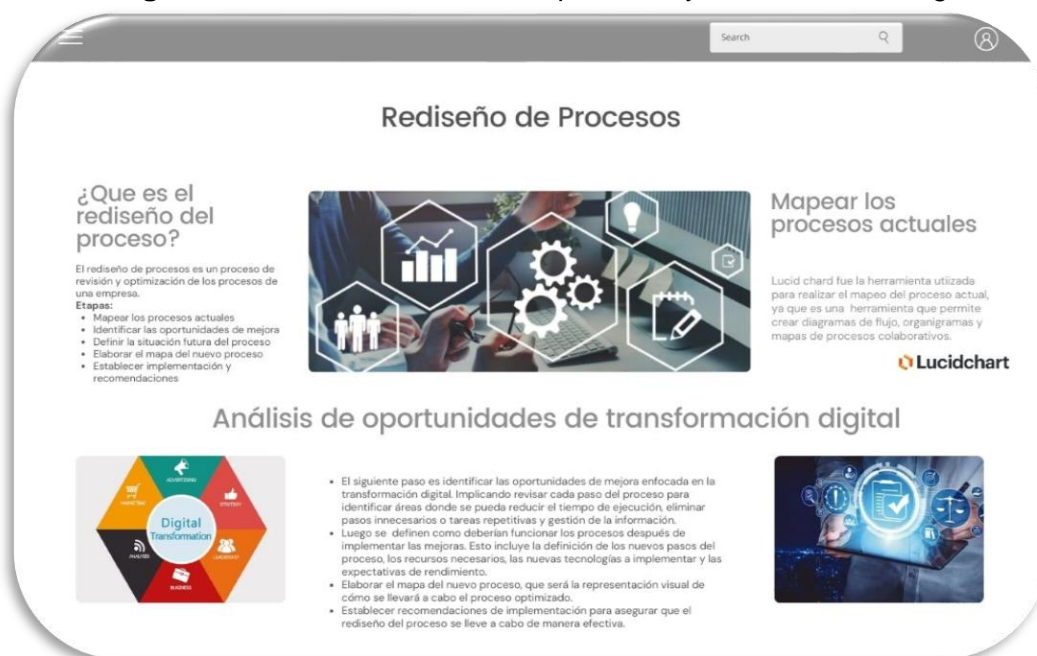 Search
Rediseño de Procesos
¿Que es el
rediseño del
proceso?
El rediseño de procesos es un proceso de
revisión y optimización de los procesos de
una empresa.
Etapas:
• Mapear los procesos actuales
• Identificar las oportunidades de mejora
• Definir la situación futura del proceso
• Elaborar el mapa del nuevo proceso
• Establecer implementación y
recomendaciones
Mapear los
procesos actuales
Lucid chard fue la herramienta utiizada
para realizar el mapeo del proceso actual,
ya que es una herramienta que permite
crear diagramas de flujo, organigramas y
mapas de procesos colaborativos.
Lucidchart
Análisis de oportunidades de transformación digital
ADVERTISING
MARKETING
STRATEGY
Digital
Transformation
ANALYSIS
LEADERSHIP
BUSINESS
• El siguiente paso es identificar las oportunidades de mejora enfocada en la
transformación digital. Implicando revisar cada paso del proceso para
identificar áreas donde se pueda reducir el tiempo de ejecución, eliminar
pasos innecesarios o tareas repetitivas y gestión de la información.
• Luego se definen como deberían funcionar los procesos después de
implementar las mejoras. Esto incluye la definición de los nuevos pasos del
proceso, los recursos necesarios, las nuevas tecnologías a implementar y las
expectativas de rendimiento.
• Elaborar el mapa del nuevo proceso, que será la representación visual de
cómo se llevará a cabo el proceso optimizado.
• Establecer recomendaciones de implementación para asegurar que el
rediseño del proceso se lleve a cabo de manera efectiva.